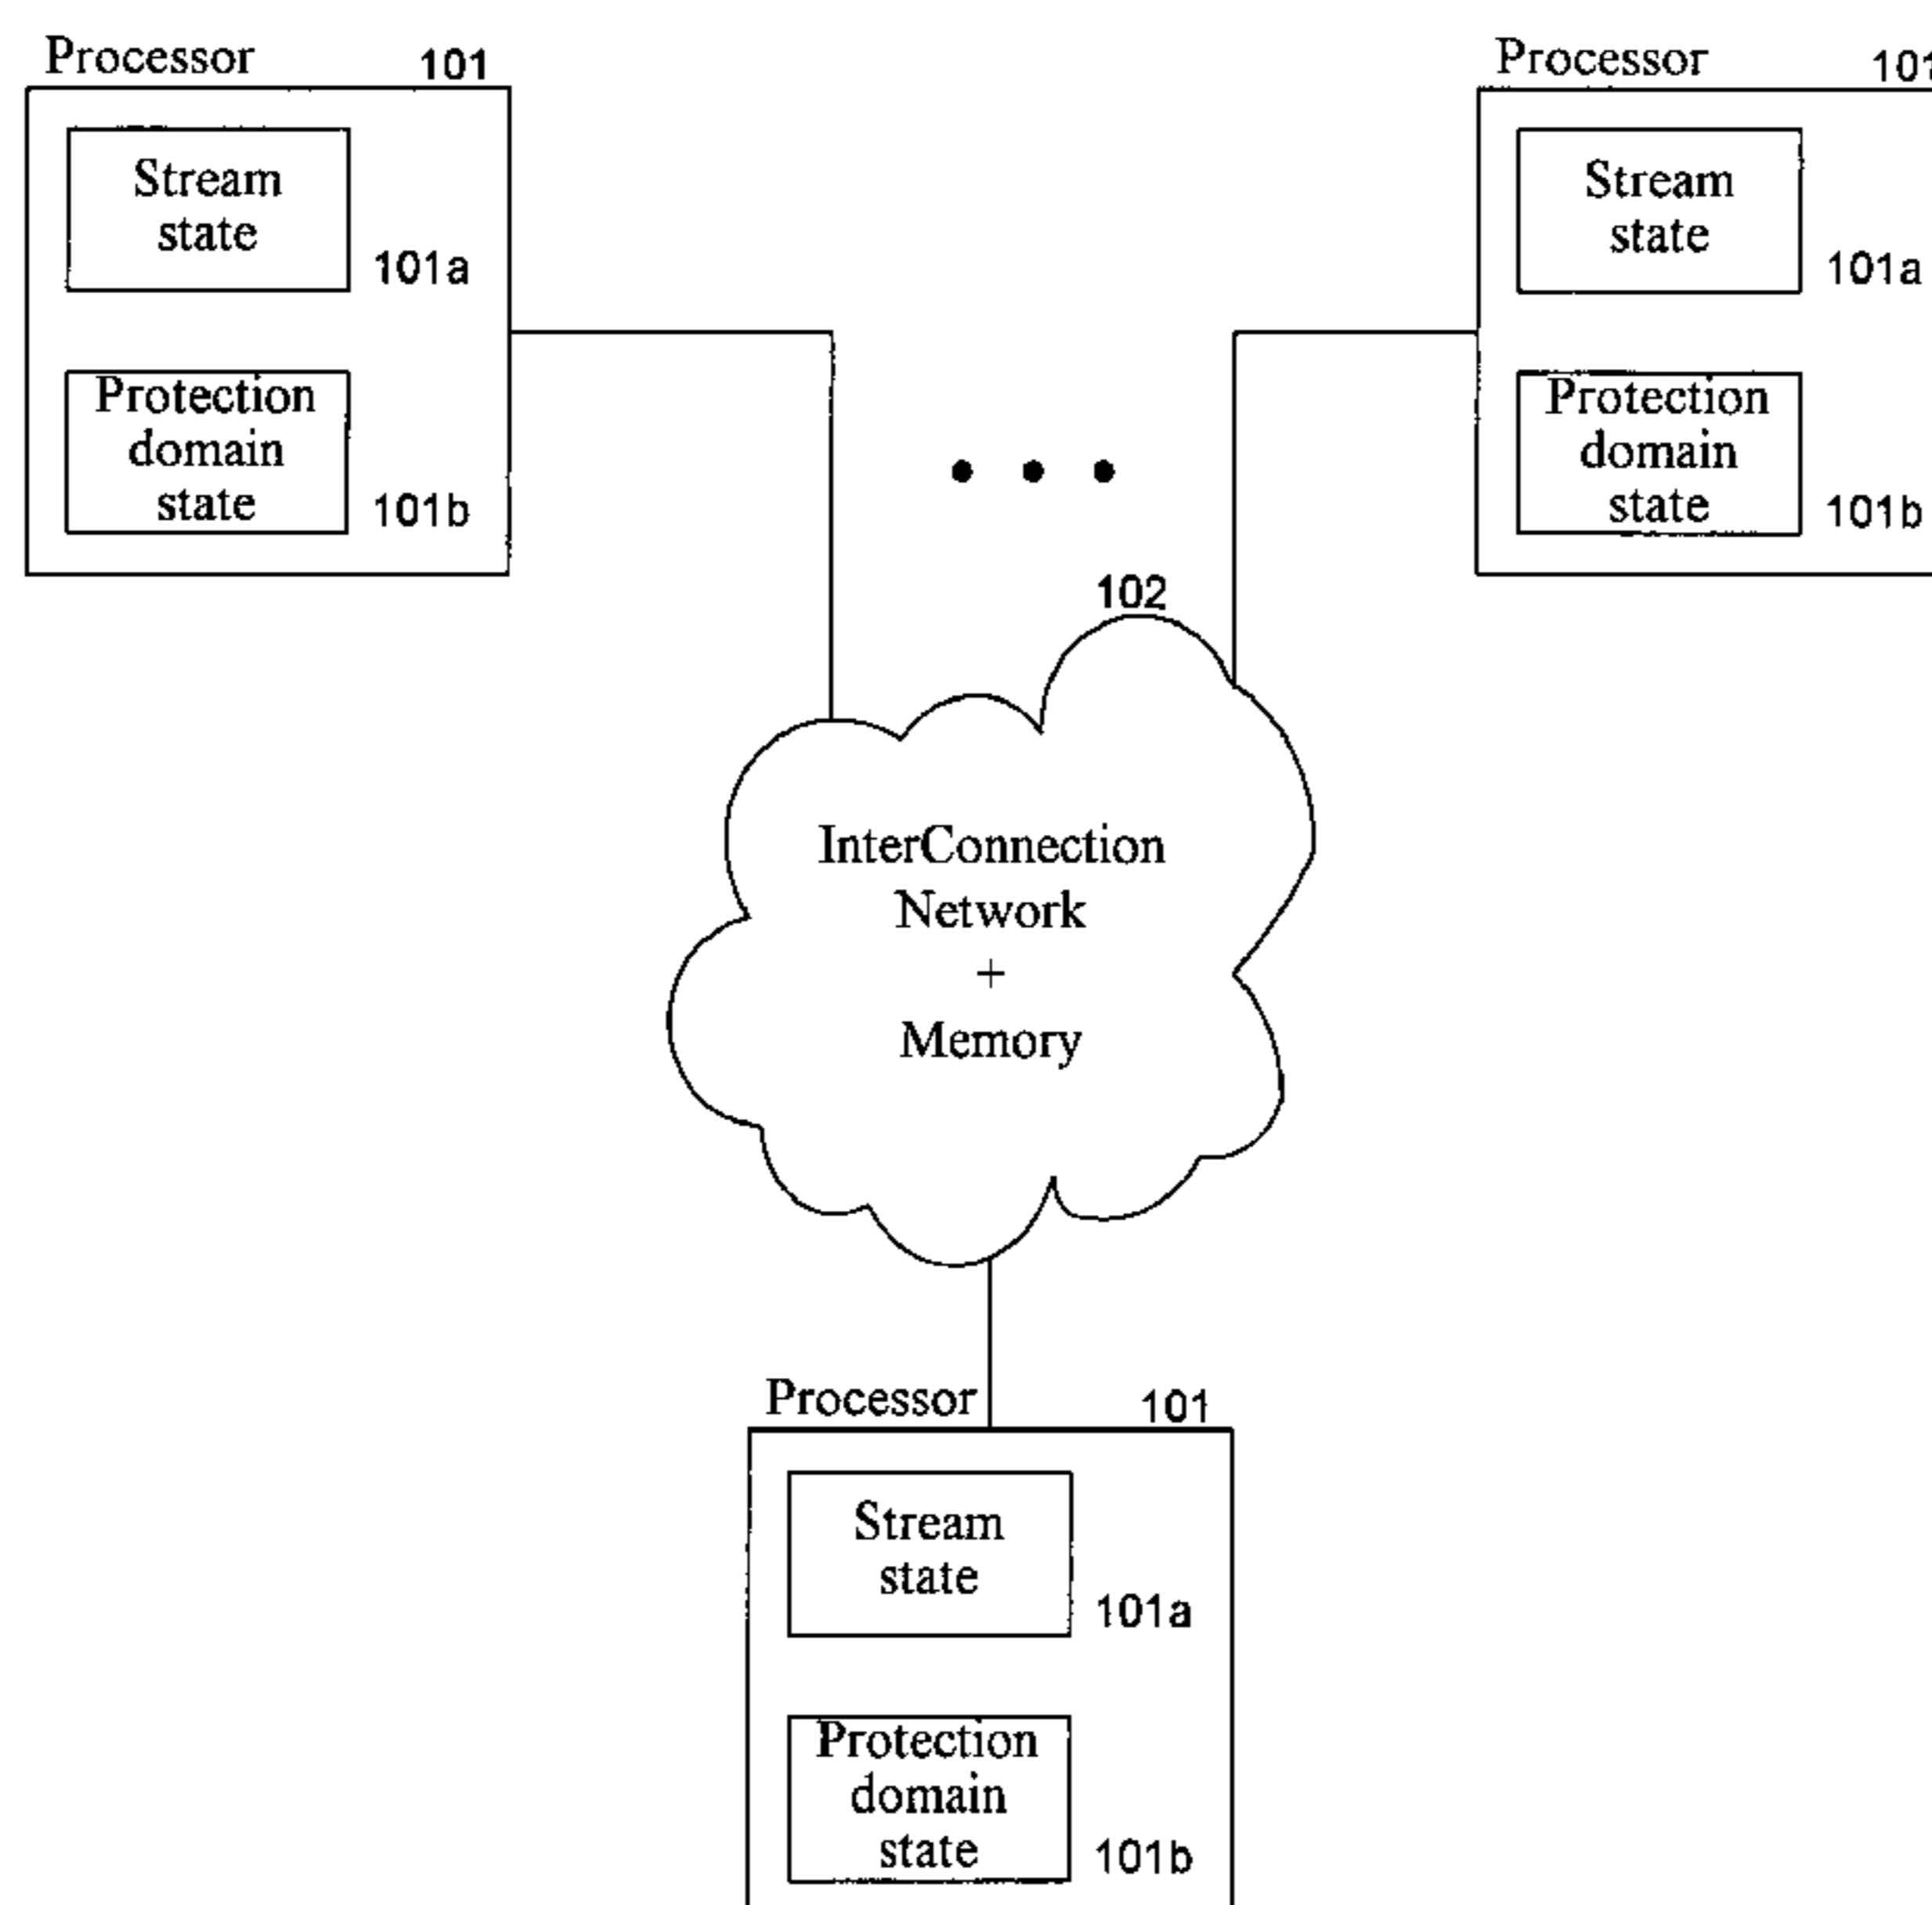 Processor 101
Stream
state
101a
Protection
domain
state
101b
Processor 101
Stream
state
101a
Protection
domain
state
101b
102
InterConnection
Network
+
Memory
Processor 101
Stream
state
101a
Protection
domain
state
101b